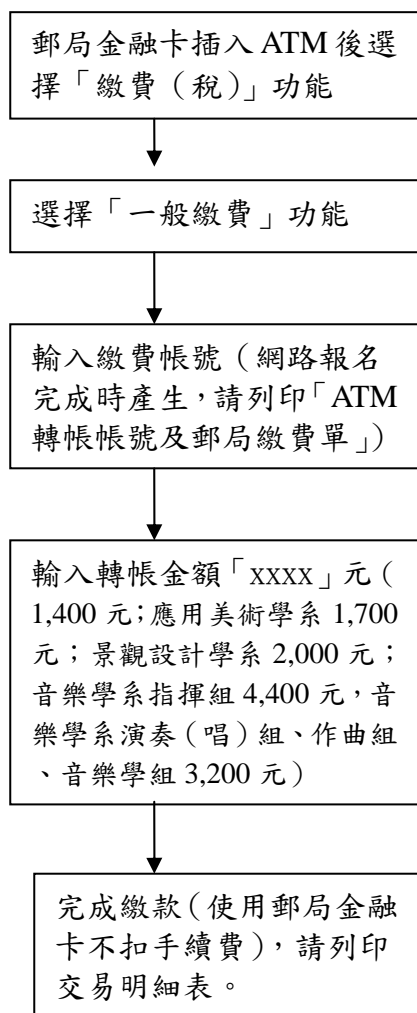 郵局金融卡插入 ATM 後選
擇「繳費（稅）」功能
選擇「一般繳費」功能
輸入繳費帳號（網路報名
完成時產生，請列印「ATM
轉帳帳號及郵局繳費單」）
輸入轉帳金額「xxxx」元（
1,400 元；應用美術學系 1,700
元；景觀設計學系 2,000 元；
音樂學系指揮組 4,400 元，音
樂學系演奏（唱）組、作曲組
、音樂學組 3,200 元）
完成繳款（使用郵局金融
卡不扣手續費），請列印
交易明細表。